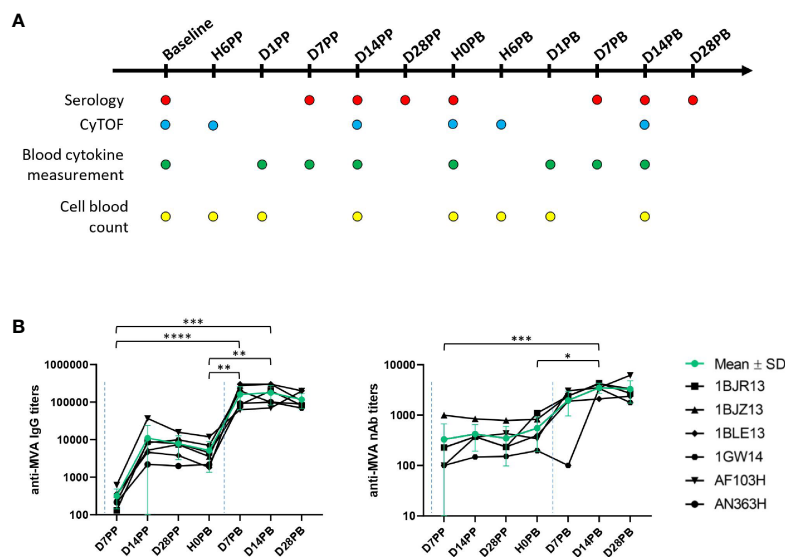 A
Baseline H6PP D1PP D7PP D14PP D28PP H0PB H6PB D1PB D7PB D14PB D28PB
Serology
CyTOF
Blood cytokine
measurement
Cell blood
count
B
***
****
**
**
anti-MVA IgG titers
1000000
100000
10000
1000
100
D7PP D14PP D28PP H0PB D7PB D14PB D28PB
***
*
anti-MVA nAb titers
10000
1000
100
10
D7PP D14PP D28PP H0PB D7PB D14PB D28PB
Mean ± SD
1BJR13
1BJZ13
1BLE13
1GW14
AF103H
AN363H